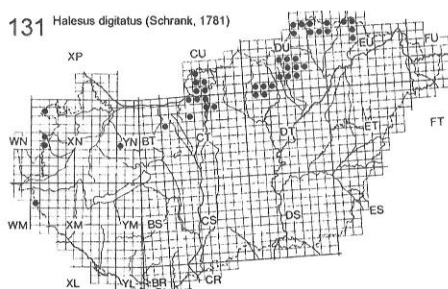 131 Halesus digitatus (Schrank, 1781)
XP CU DU EU FU
WN XN YN BT CT DT ET FT
WM XM YM BS CS DS ES
XL YL BR CR